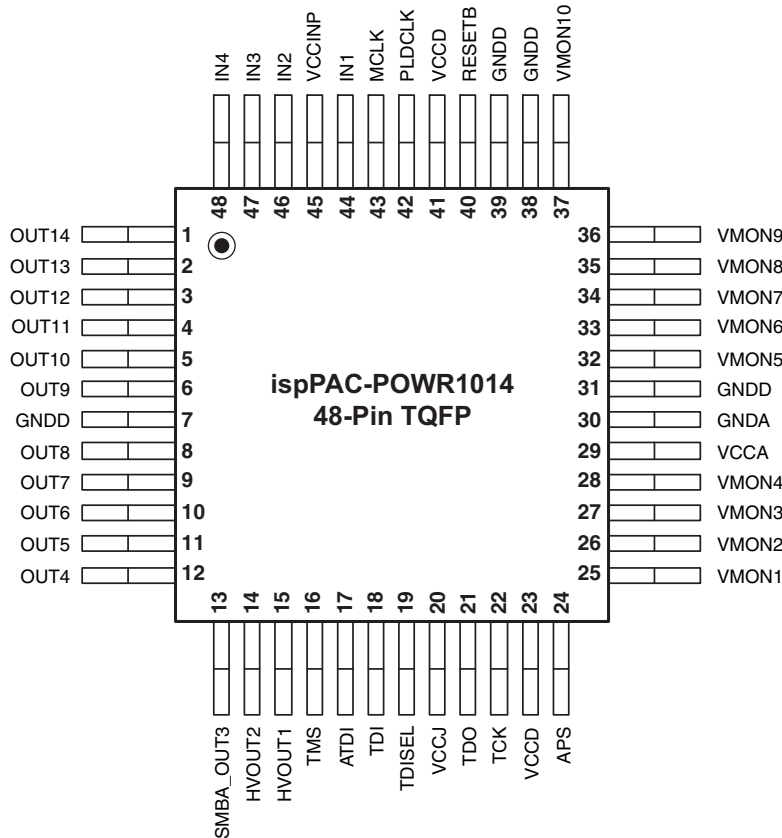 IN4
IN3
IN2
VCCINP
IN1
MCLK
PLDCLK
VCCD
RESETB
GNDD
GNDD
VMON10
48
47
46
45
44
43
42
41
40
39
38
37
OUT14 1
OUT13 2
OUT12 3
OUT11 4
OUT10 5
OUT9 6
GNDD 7
OUT8 8
OUT7 9
OUT6 10
OUT5 11
OUT4 12
ispPAC-POWR1014
48-Pin TQFP
36 VMON9
35 VMON8
34 VMON7
33 VMON6
32 VMON5
31 GNDD
30 GNDA
29 VCCA
28 VMON4
27 VMON3
26 VMON2
25 VMON1
13
14
15
16
17
18
19
20
21
22
23
24
SMBA_OUT3
HVOUT2
HVOUT1
TMS
ATDI
TDI
TDISEL
VCCJ
TDO
TCK
VCCD
APS